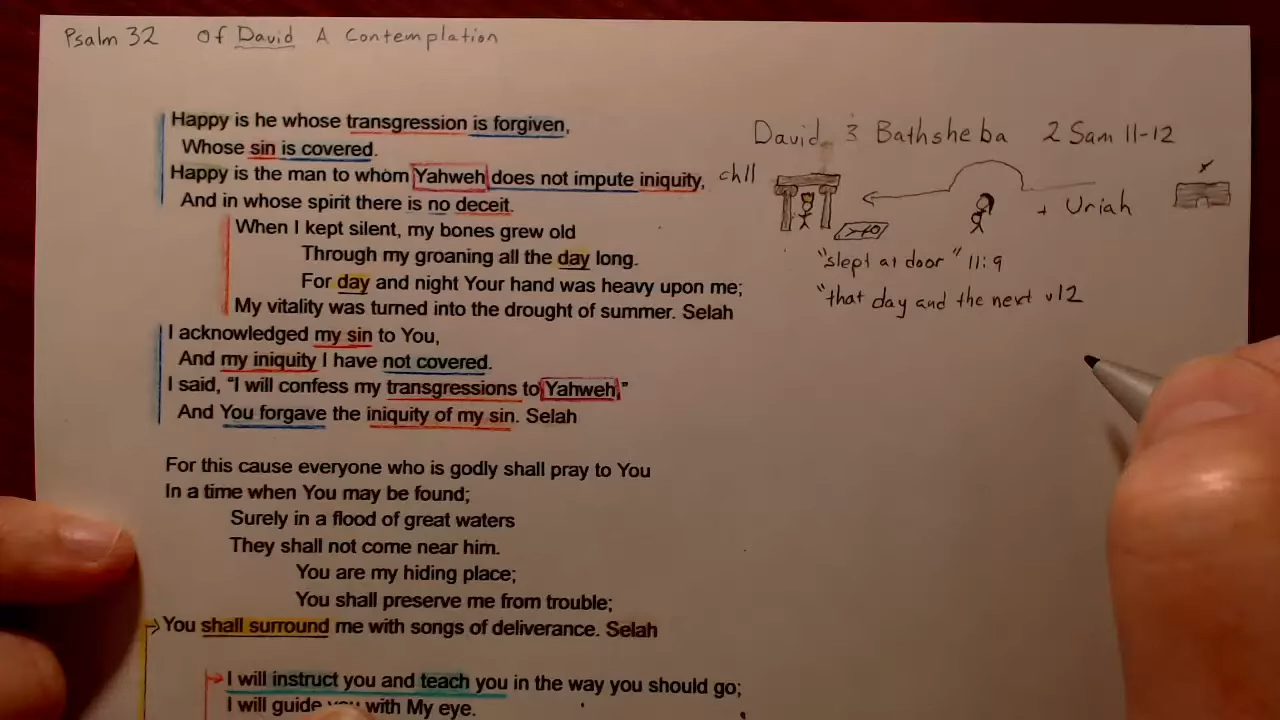 Psalm 32 Of David A Contemplation
Happy is he whose transgression is forgiven,
Whose sin is covered.
Happy is the man to whom Yahweh does not impute iniquity,
And in whose spirit there is no deceit.
When I kept silent, my bones grew old
Through my groaning all the day long.
For day and night Your hand was heavy upon me;
My vitality was turned into the drought of summer. Selah
I acknowledged my sin to You,
And my iniquity I have not covered.
I said, “I will confess my transgressions to Yahweh,”
And You forgave the iniquity of my sin. Selah
For this cause everyone who is godly shall pray to You
In a time when You may be found;
Surely in a flood of great waters
They shall not come near him.
You are my hiding place;
You shall preserve me from trouble;
You shall surround me with songs of deliverance. Selah
I will instruct you and teach you in the way you should go;
I will guide you with My eye.
David & Bathsheba 2 Sam 11-12
ch11
+ Uriah
"slept at door" 11:9
"that day and the next v12